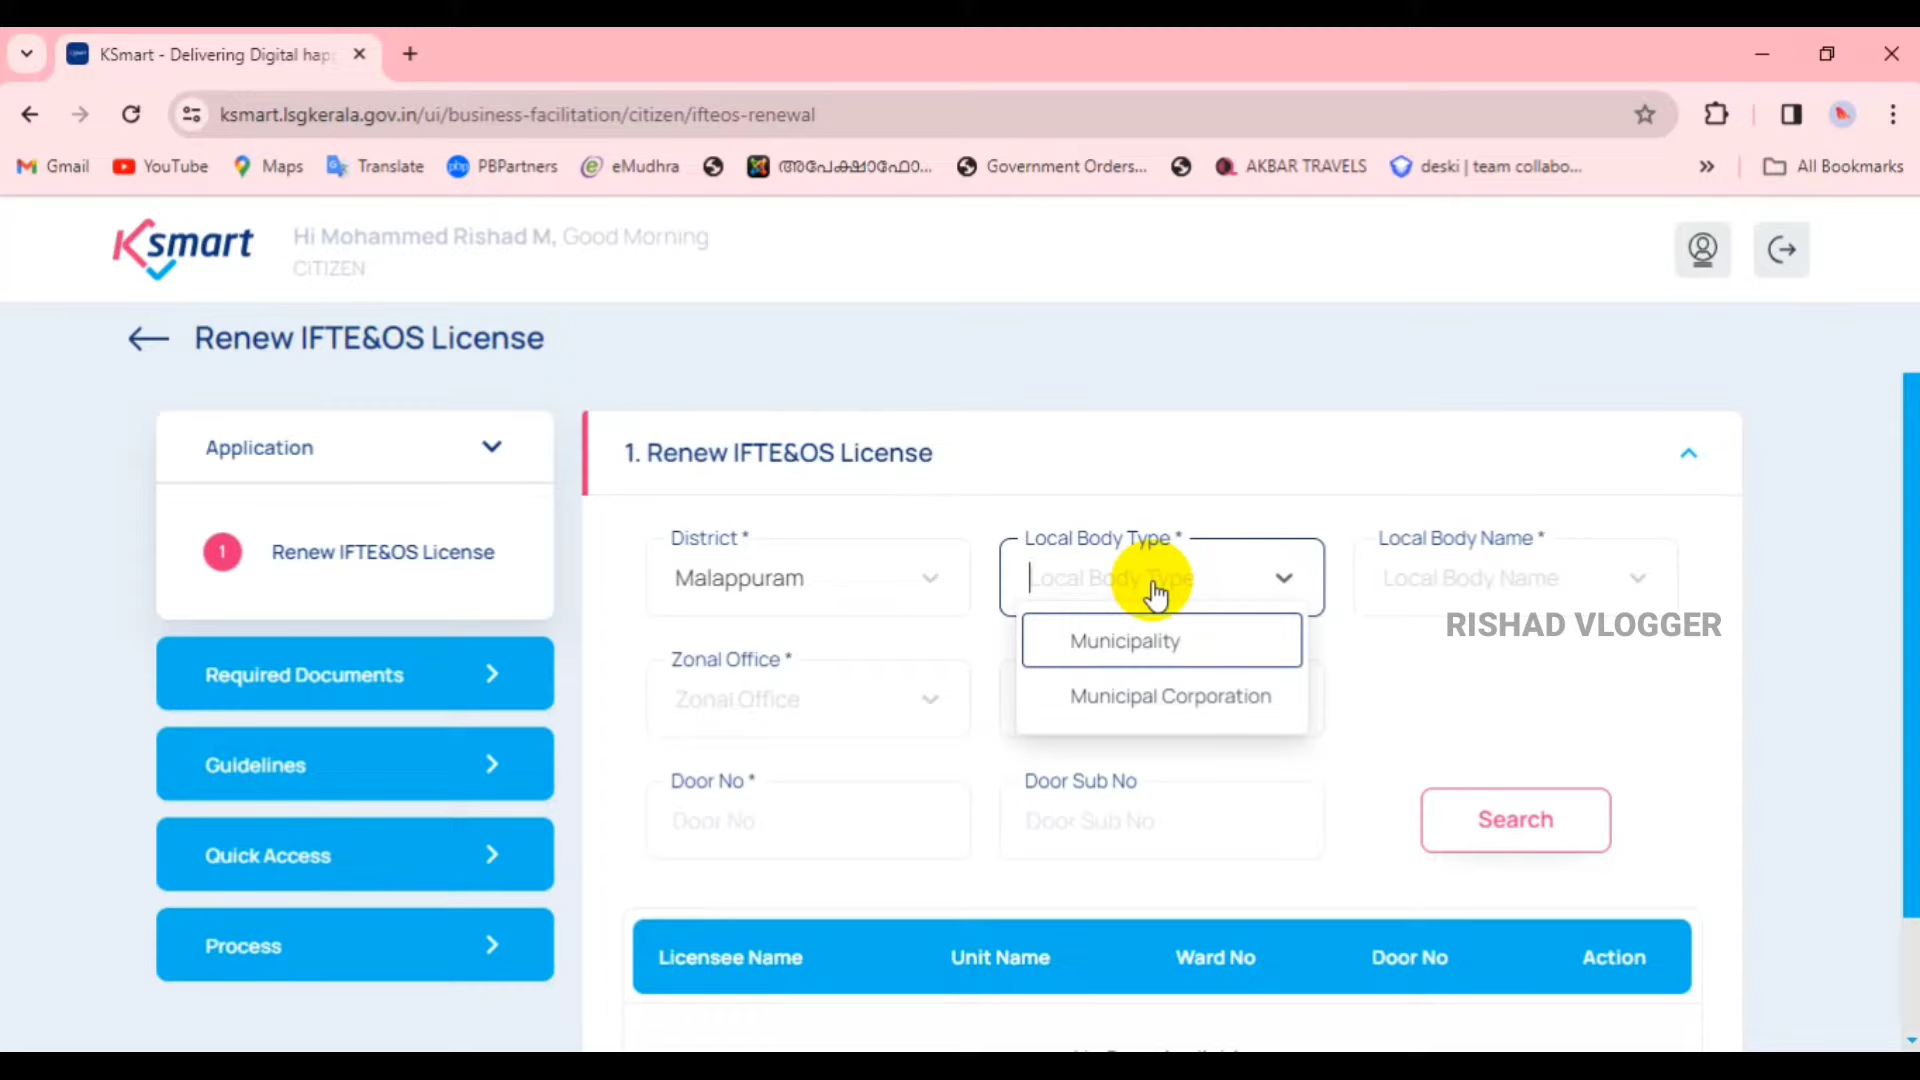 KSmart - Delivering Digital hap
ksmart.lsgkerala.gov.in/ui/business-facilitation/citizen/ifteos-renewal
Gmail YouTube Maps Translate PBPartners eMudhra Government Orders... AKBAR TRAVELS deski | team collabo... All Bookmarks
Ksmart
Hi Mohammed Rishad M, Good Morning
CITIZEN
Renew IFTE&OS License
Application
1 Renew IFTE&OS License
Required Documents
Guidelines
Quick Access
Process
1. Renew IFTE&OS License
District * Local Body Type * Local Body Name *
Malappuram Local Body Type Local Body Name
RISHAD VLOGGER
Municipality
Zonal Office *
Zonal Office Municipal Corporation
Door No * Door Sub No
Door No Door Sub No Search
Licensee Name Unit Name Ward No Door No Action